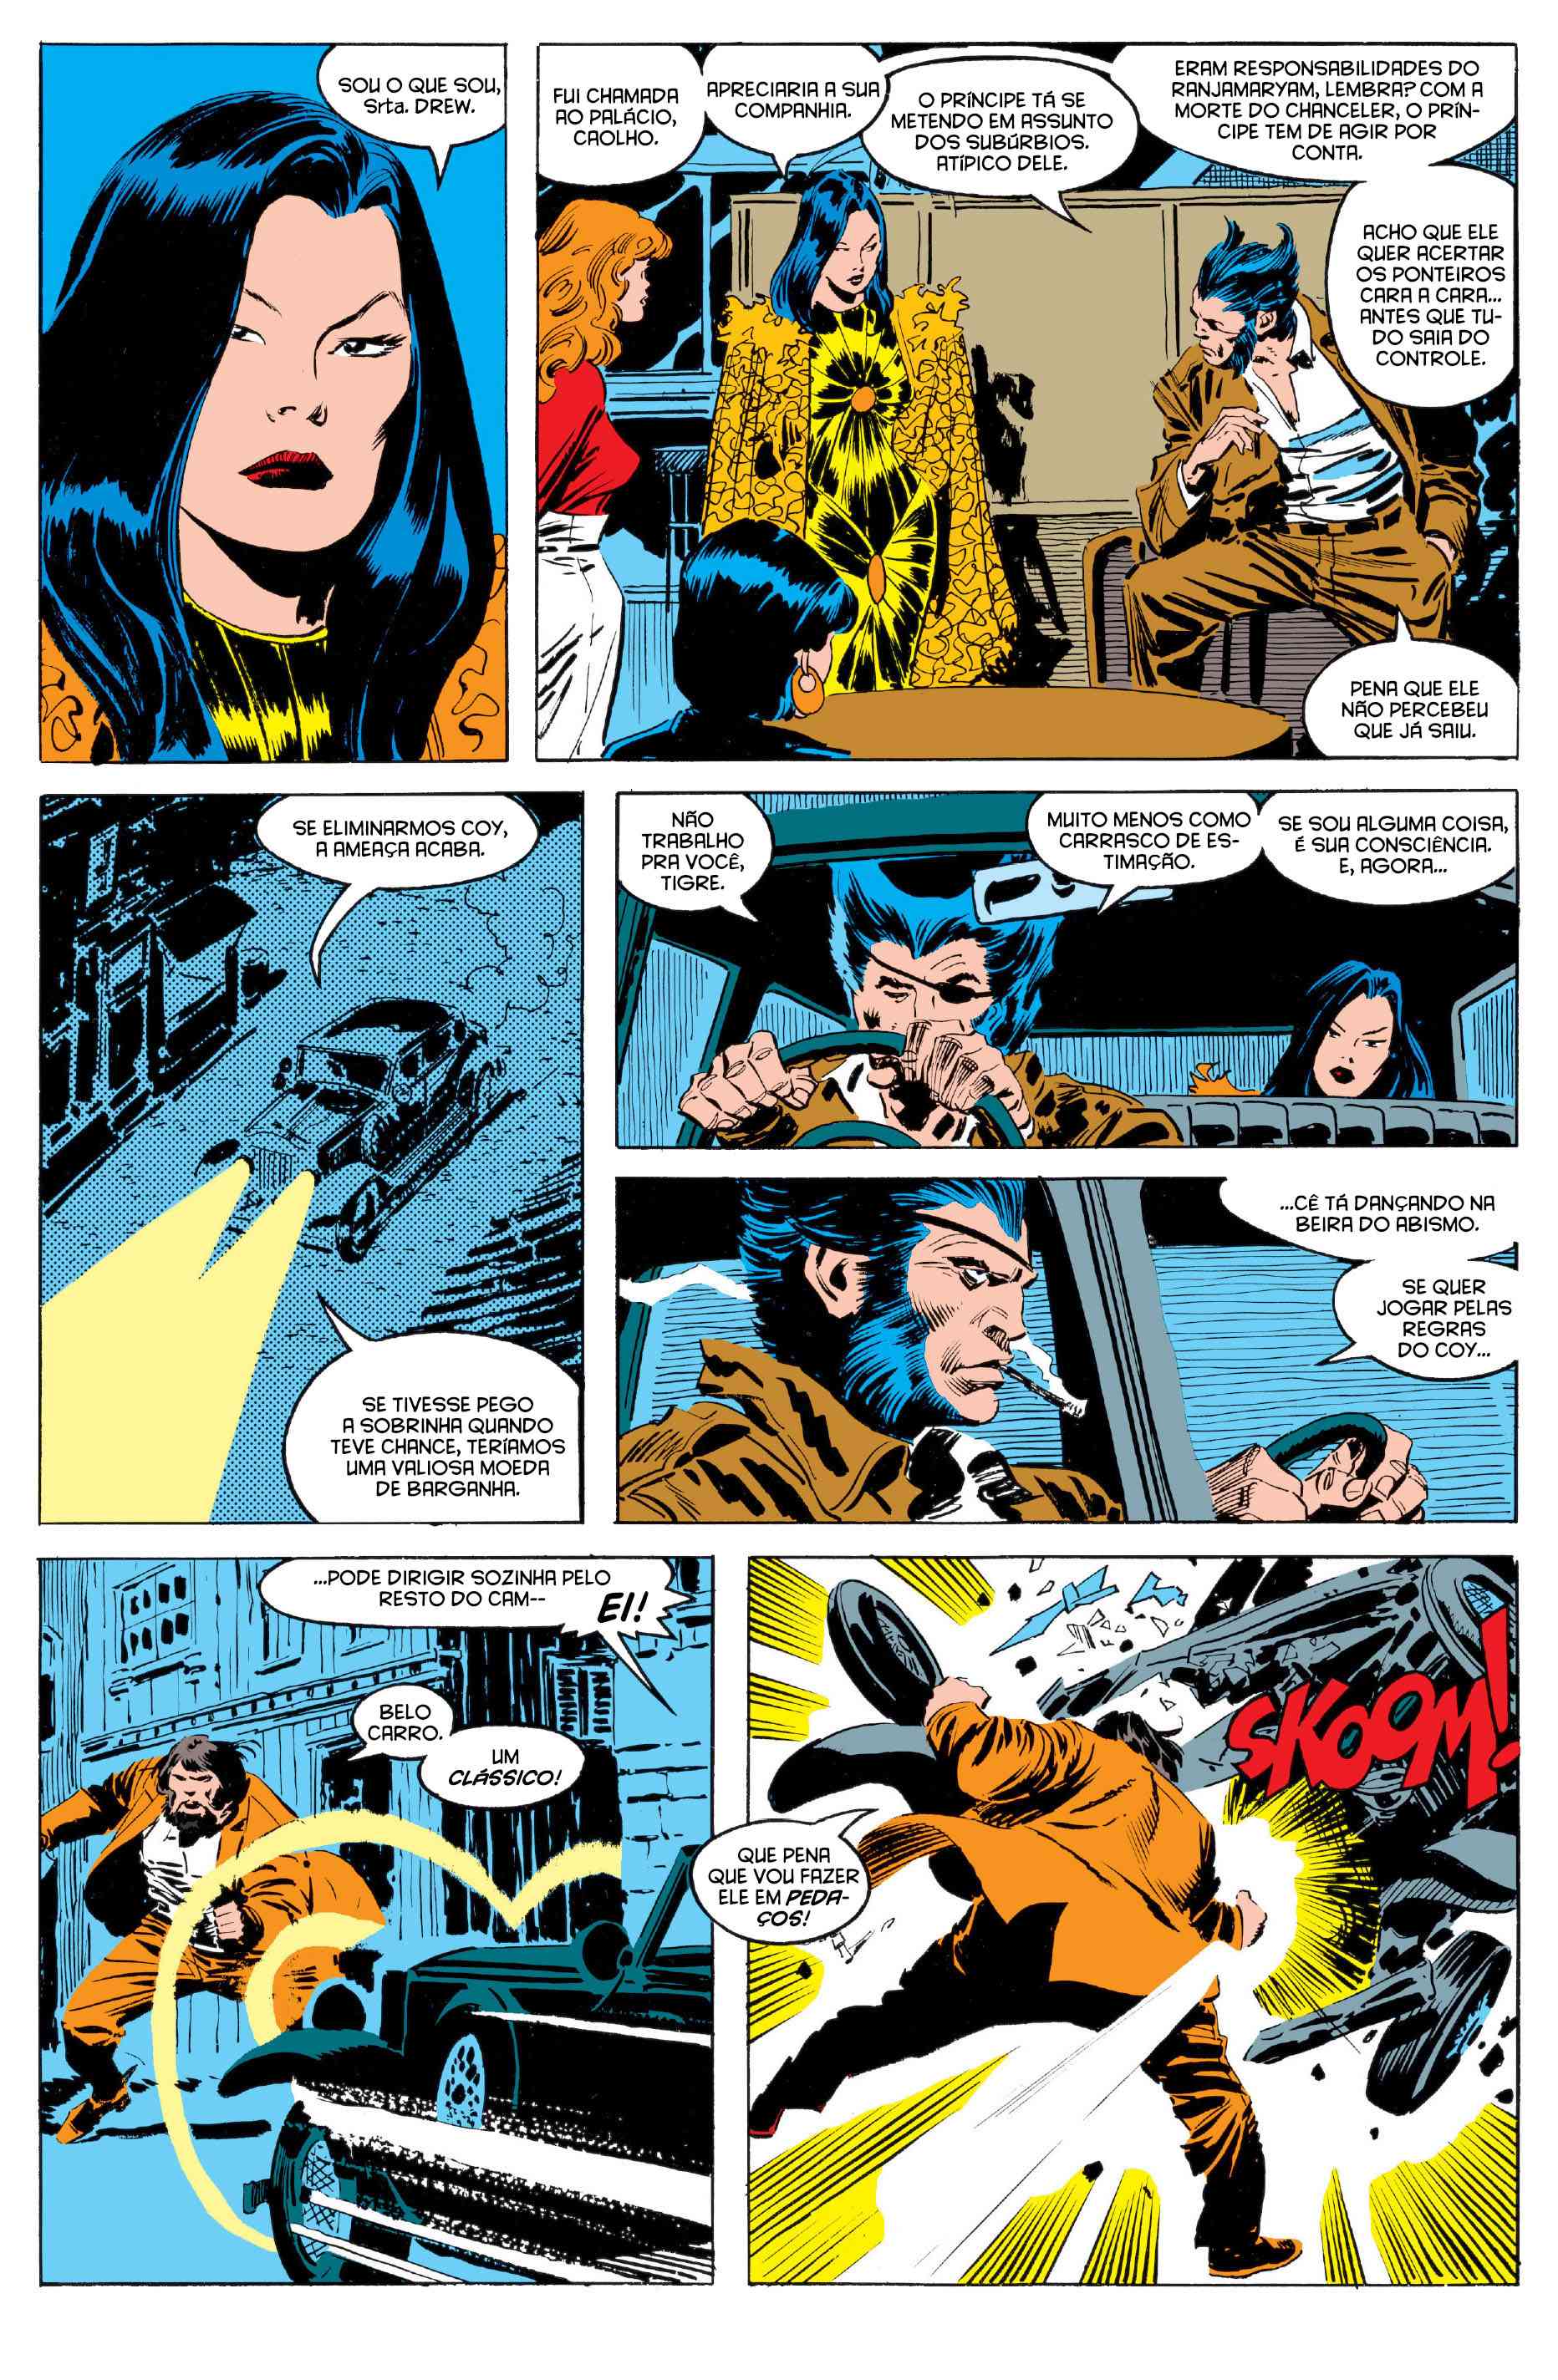 SOU O QUE SOU,
Srta. DREW.
FUI CHAMADA
AO PALÁCIO,
CAOLHO.
APRECIARIA A SUA
COMPANHIA.
O PRÍNCIPE TÁ SE
METENDO EM ASSUNTO
DOS SUBÚRBIOS.
ATÍPICO DELE.
ERAM RESPONSABILIDADES DO
RANJAMARYAM, LEMBRA? COM A
MORTE DO CHANCELER, O PRÍN-
CIPE TEM DE AGIR POR
CONTA.
ACHO QUE ELE
QUER ACERTAR
OS PONTEIROS
CARA A CARA...
ANTES QUE TU-
DO SAIA DO
CONTROLE.
PENA QUE ELE
NÃO PERCEBEU
QUE JÁ SAIU.
SE ELIMINARMOS COY,
A AMEAÇA ACABA.
SE TIVESSE PEGO
A SOBRINHA QUANDO
TEVE CHANCE, TERÍAMOS
UMA VALIOSA MOEDA
DE BARGANHA.
NÃO
TRABALHO
PRA VOCÊ,
TIGRE.
MUITO MENOS COMO
CARRASCO DE ES-
TIMAÇÃO.
SE SOU ALGUMA COISA,
É SUA CONSCIÊNCIA.
E, AGORA...
...CÊ TÁ DANÇANDO NA
BEIRA DO ABISMO.
SE QUER
JOGAR PELAS
REGRAS
DO COY...
...PODE DIRIGIR SOZINHA PELO
RESTO DO CAM--
EI!
BELO
CARRO.
UM
CLÁSSICO!
QUE PENA
QUE VOU FAZER
ELE EM PEDA-
ÇOS!
SKOOM!